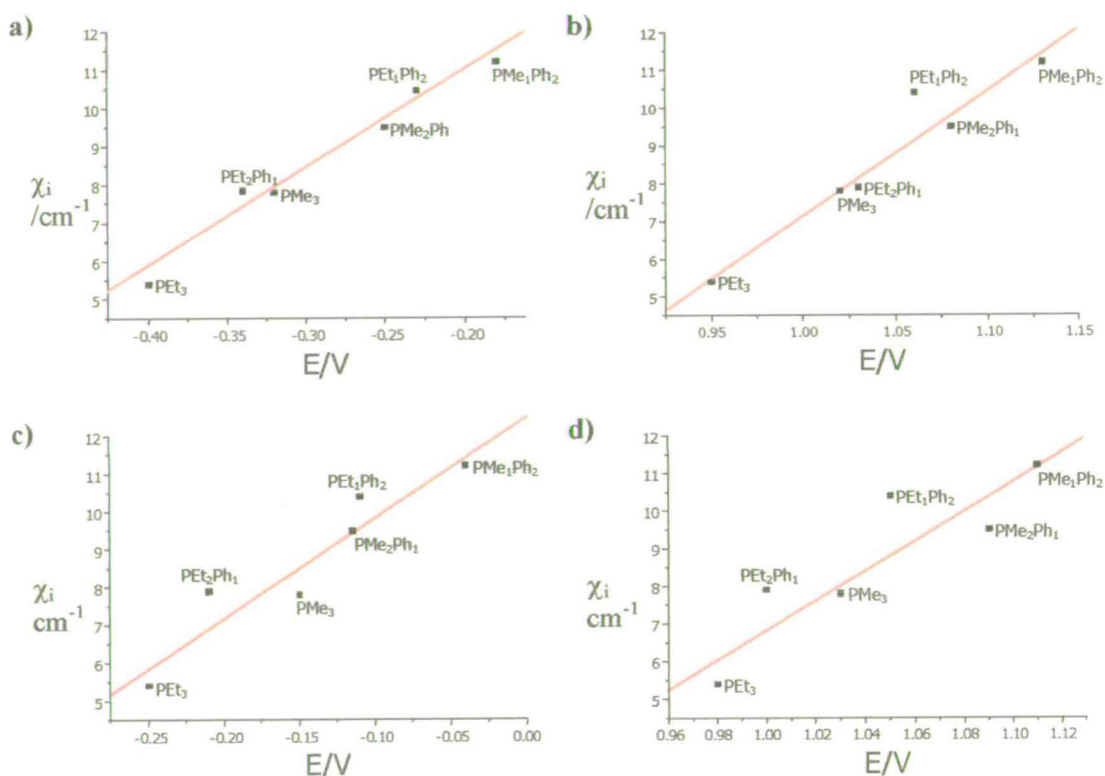 a)
12
11
10
9
8
7
6
5
χi
/cm-1
PEt1Ph2
PMe1Ph2
PMe2Ph
PEt2Ph1
PMe3
PEt3
-0.40
-0.35
-0.30
-0.25
-0.20
E/V
b)
12
11
10
9
8
7
6
5
χi
/cm-1
PEt1Ph2
PMe1Ph2
PMe2Ph1
PEt2Ph1
PMe3
PEt3
0.95
1.00
1.05
1.10
1.15
E/V
c)
12
11
10
9
8
7
6
5
χi
cm-1
PEt1Ph2
PMe1Ph2
PMe2Ph1
PEt2Ph1
PMe3
PEt3
-0.25
-0.20
-0.15
-0.10
-0.05
0.00
E/V
d)
12
11
10
9
8
7
6
5
χi
cm-1
PEt1Ph2
PMe1Ph2
PMe2Ph1
PEt2Ph1
PMe3
PEt3
0.96
0.98
1.00
1.02
1.04
1.06
1.08
1.10
1.12
E/V